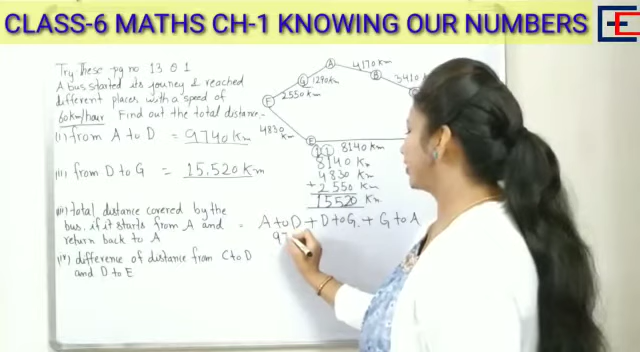 CLASS-6 MATHS CH-1 KNOWING OUR NUMBERS
CE
Try These pg no 13 Q 1
A bus started its journey & reached
different places with a speed of
60km/hour Find out the total distance.
(i) from A to D = 9740 Km
(ii) from D to G = 15,520 Km
(iii) total distance covered by the
bus. if it starts from A and
return back to A
= A to D + D to G + G to A
97
(iv) difference of distance from C to D
and D to E
A
4170 Km
B
3410 K
G
1290 Km
2550 Km
F
4830
Km
E
8140 Km
1 1
8140 Km
4830 Km
+ 2550 Km
15520 Km